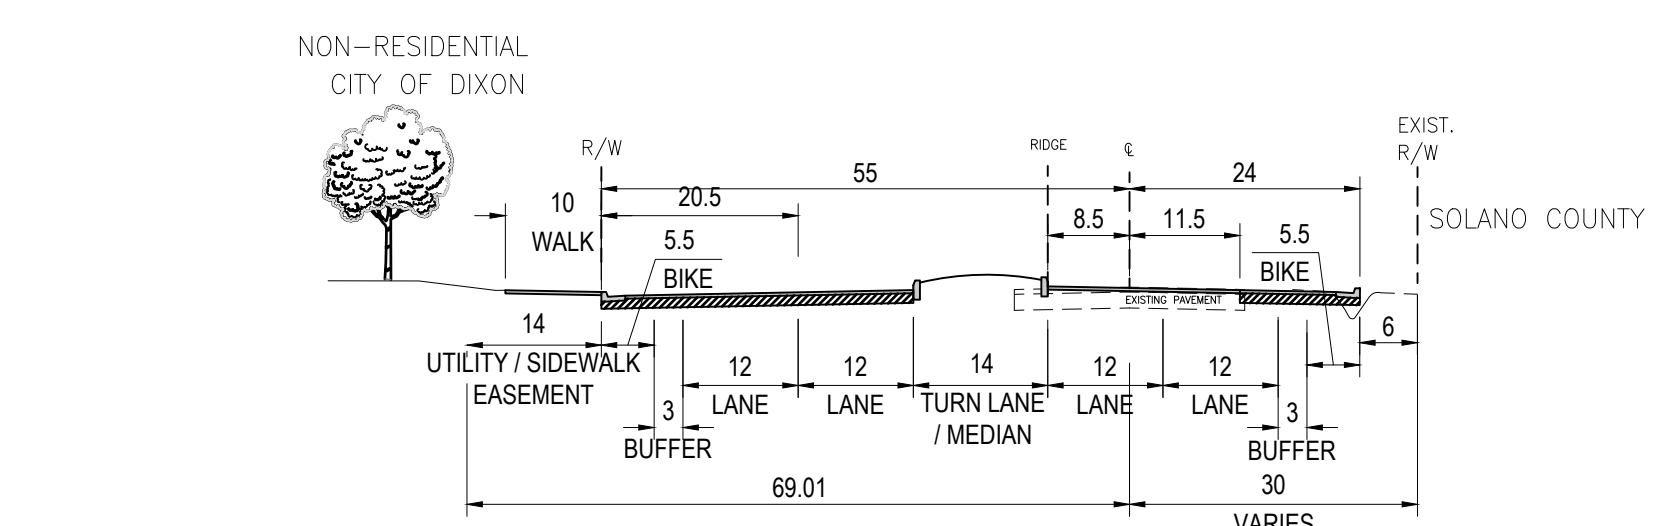 NON-RESIDENTIAL
CITY OF DIXON
EXIST.
R/W
R/W
RIDGE
℄
55
24
10
WALK
20.5
8.5
11.5
SOLANO COUNTY
5.5
BIKE
5.5
BIKE
EXISTING PAVEMENT
14
UTILITY / SIDEWALK
EASEMENT
6
12
LANE
12
LANE
14
TURN LANE
/ MEDIAN
12
LANE
12
LANE
3
BUFFER
3
BUFFER
69.01
30
VARIES